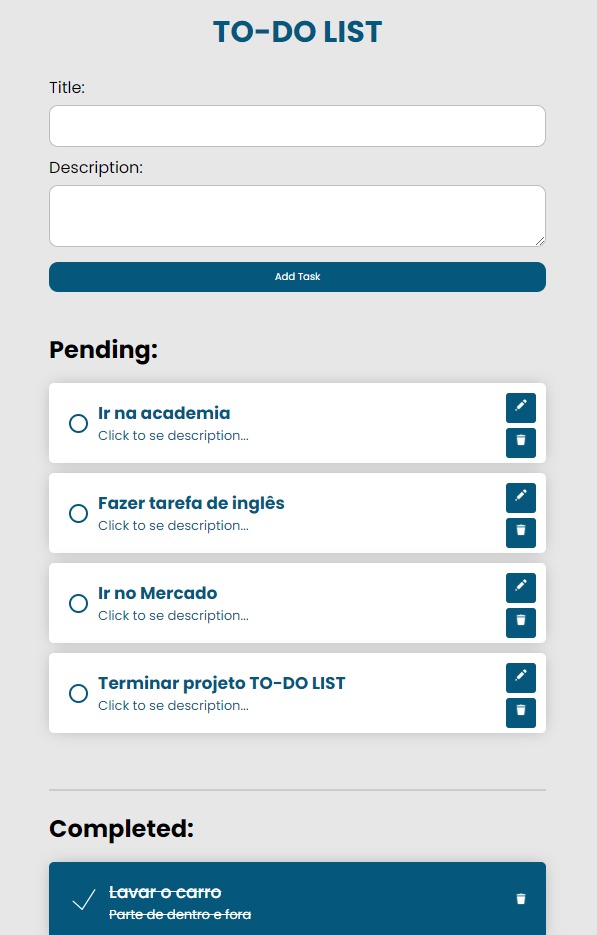 TO-DO LIST
Title:
Description:
Add Task
Pending:
Ir na academia
Click to se description...
Fazer tarefa de inglês
Click to se description...
Ir no Mercado
Click to se description...
Terminar projeto TO-DO LIST
Click to se description...
Completed:
Lavar o carro
Parte de dentro e fora